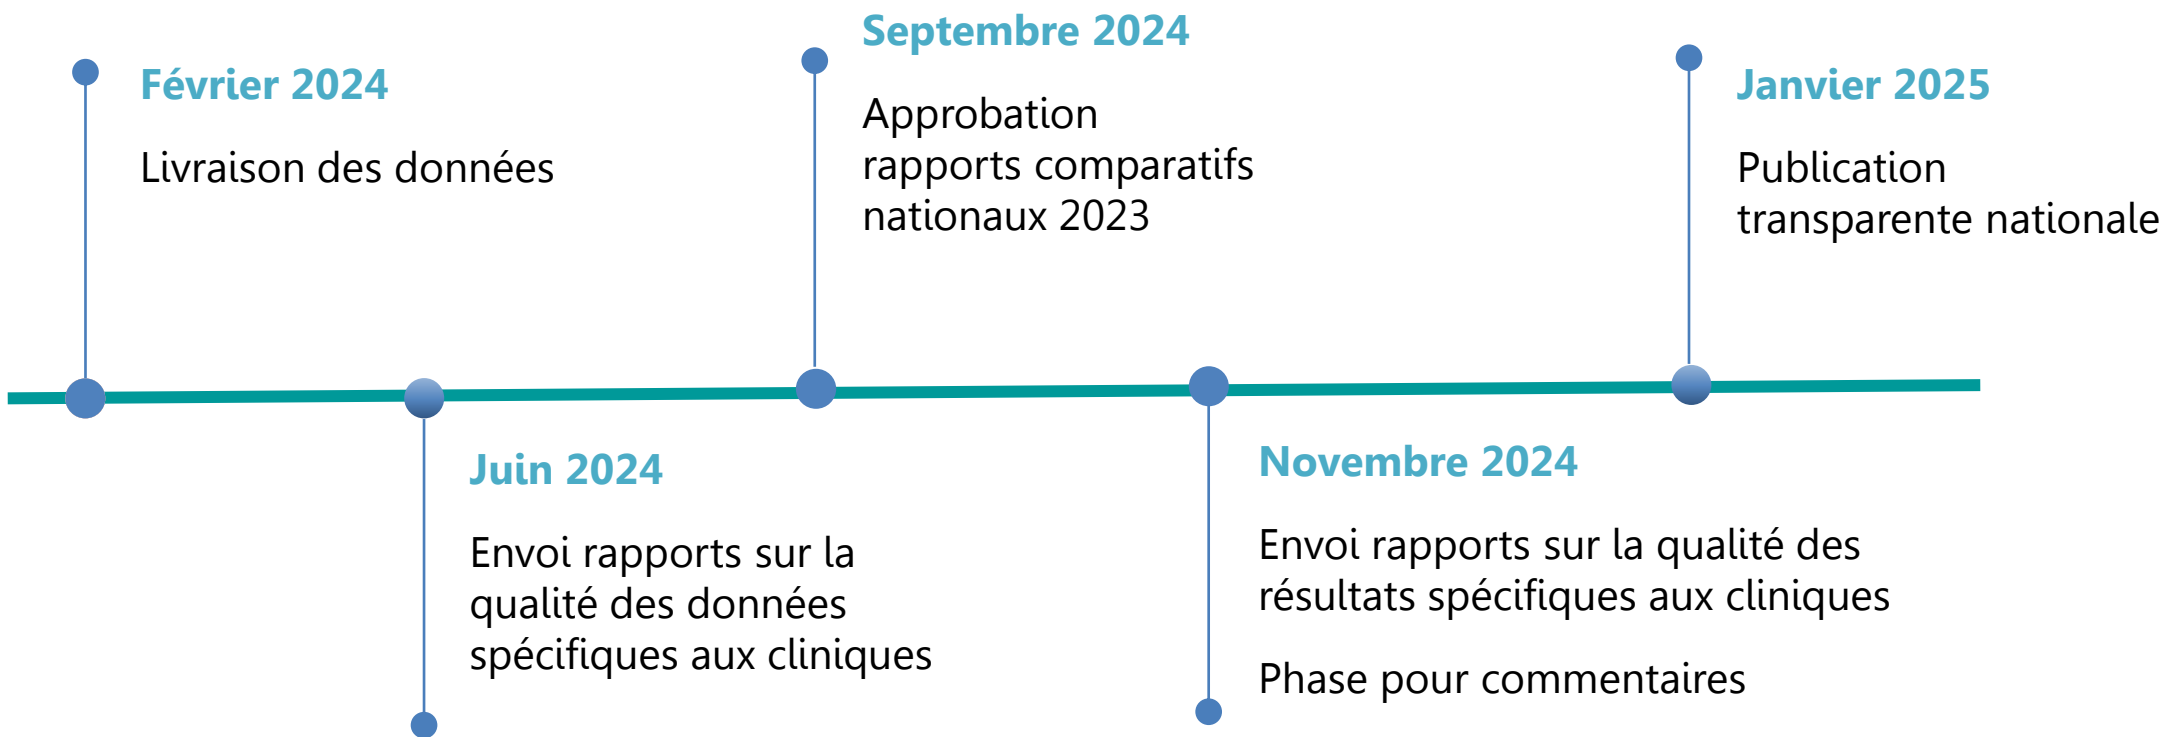 Février 2024
Livraison des données
Juin 2024
Envoi rapports sur la
qualité des données
spécifiques aux cliniques
Septembre 2024
Approbation
rapports comparatifs
nationaux 2023
Novembre 2024
Envoi rapports sur la qualité des
résultats spécifiques aux cliniques
Phase pour commentaires
Janvier 2025
Publication
transparente nationale